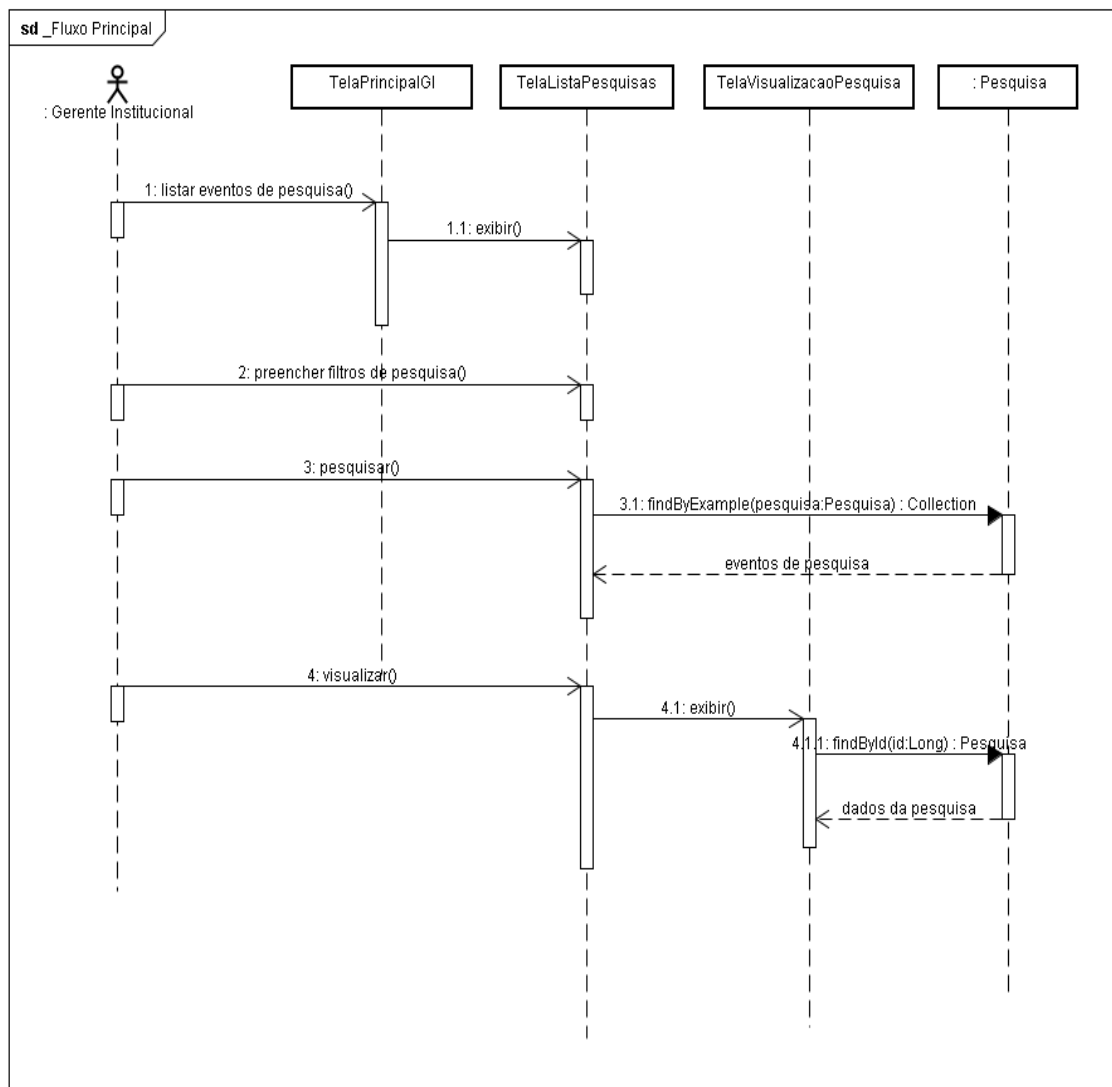 sd _Fluxo Principal
: Gerente Institucional
TelaPrincipalGI
TelaListaPesquisas
TelaVisualizacaoPesquisa
: Pesquisa
1: listar eventos de pesquisa()
1.1: exibir()
2: preencher filtros de pesquisa()
3: pesquisar()
3.1: findByExample(pesquisa:Pesquisa) : Collection
eventos de pesquisa
4: visualizar()
4.1: exibir()
4.1.1: findById(id:Long) : Pesquisa
dados da pesquisa